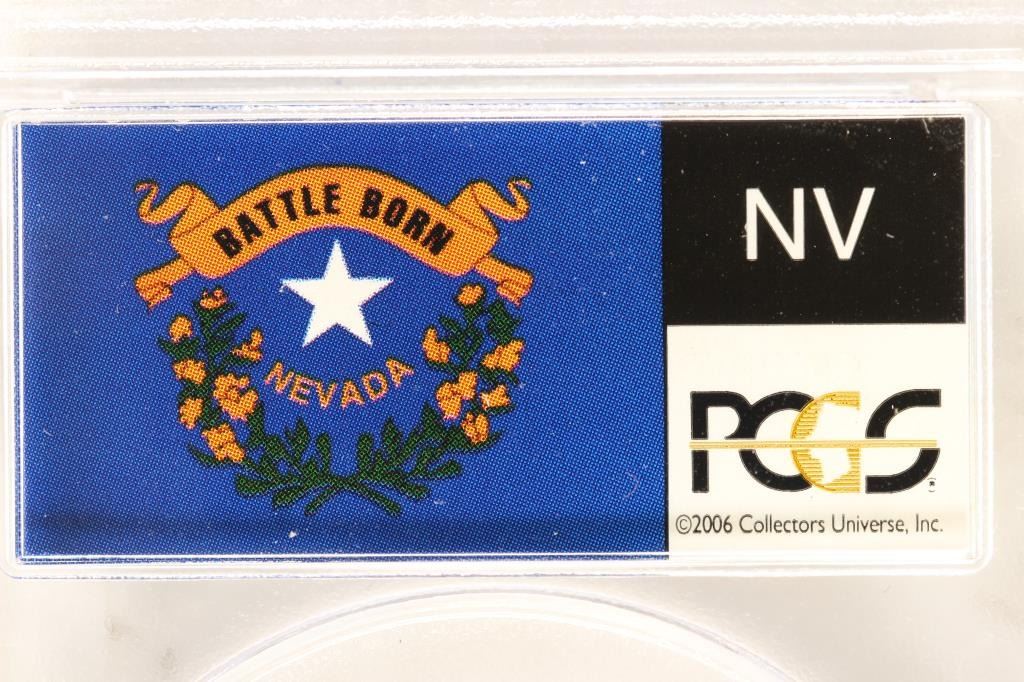 BATTLE BORN
NEVADA
NV
PCGS
©2006 Collectors Universe, Inc.